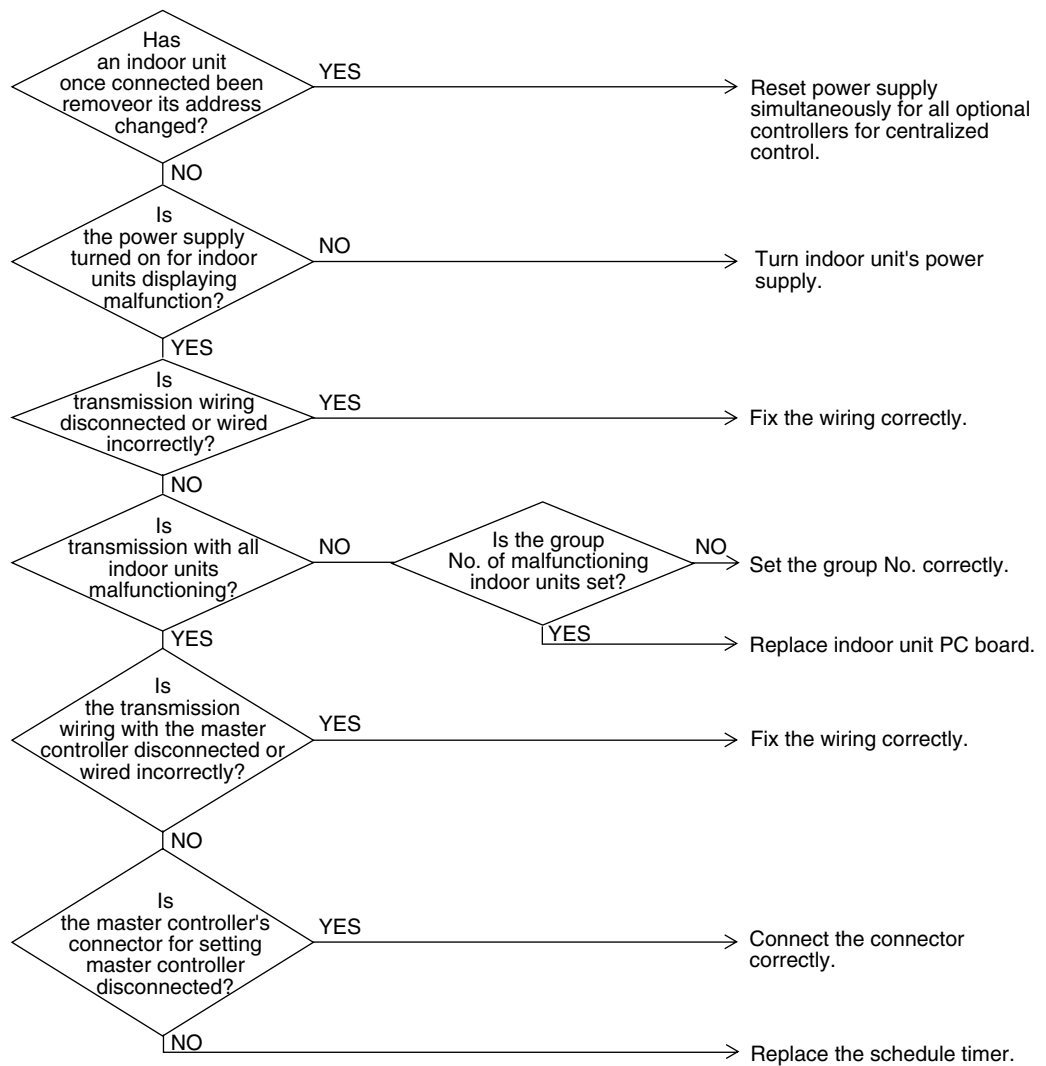 Has
an indoor unit
once connected been
removeor its address
changed?
YES
Reset power supply
simultaneously for all optional
controllers for centralized
control.
NO
Is
the power supply
turned on for indoor
units displaying
malfunction?
NO
Turn indoor unit's power
supply.
YES
Is
transmission wiring
disconnected or wired
incorrectly?
YES
Fix the wiring correctly.
NO
Is
transmission with all
indoor units
malfunctioning?
NO
Is the group
No. of malfunctioning
indoor units set?
NO
Set the group No. correctly.
YES
Replace indoor unit PC board.
YES
Is
the transmission
wiring with the master
controller disconnected or
wired incorrectly?
YES
Fix the wiring correctly.
NO
Is
the master controller's
connector for setting
master controller
disconnected?
YES
Connect the connector
correctly.
NO
Replace the schedule timer.